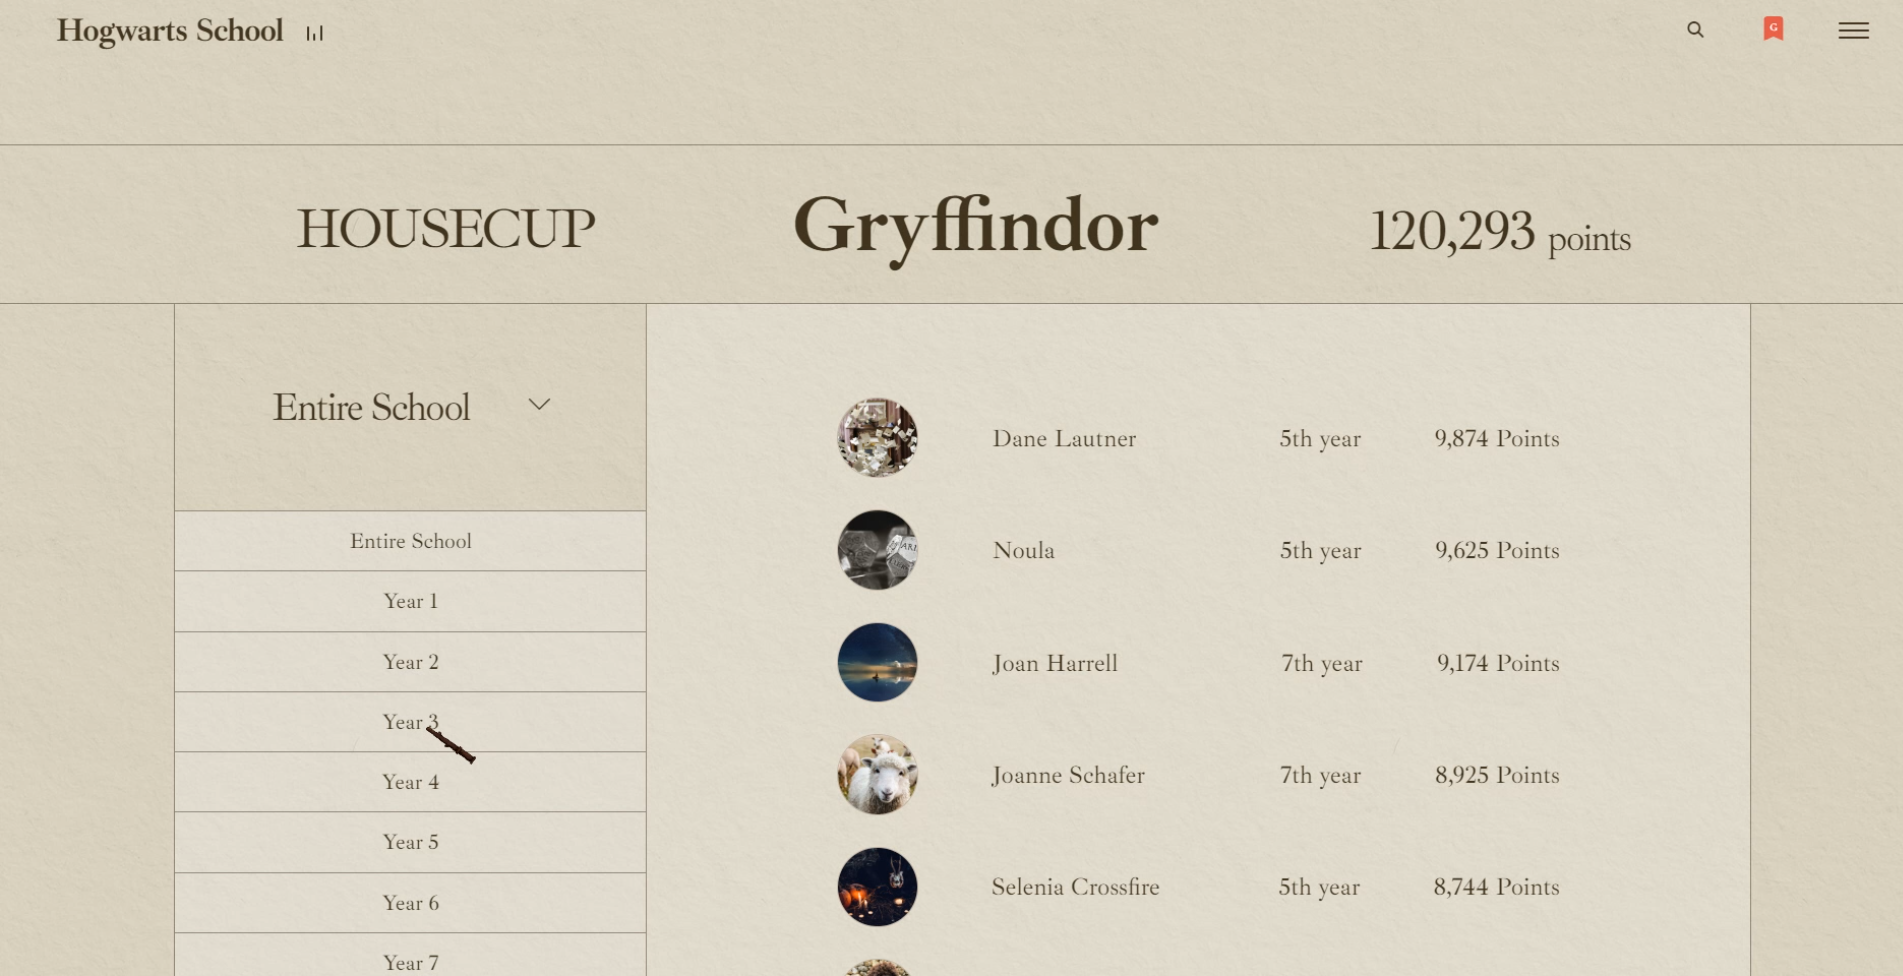 Hogwarts School
G
HOUSECUP Gryffindor 120,293 points
Entire School
Entire School
Year 1
Year 2
Year 3
Year 4
Year 5
Year 6
Year 7
Dane Lautner 5th year 9,874 Points
Noula 5th year 9,625 Points
Joan Harrell 7th year 9,174 Points
Joanne Schafer 7th year 8,925 Points
Selenia Crossfire 5th year 8,744 Points